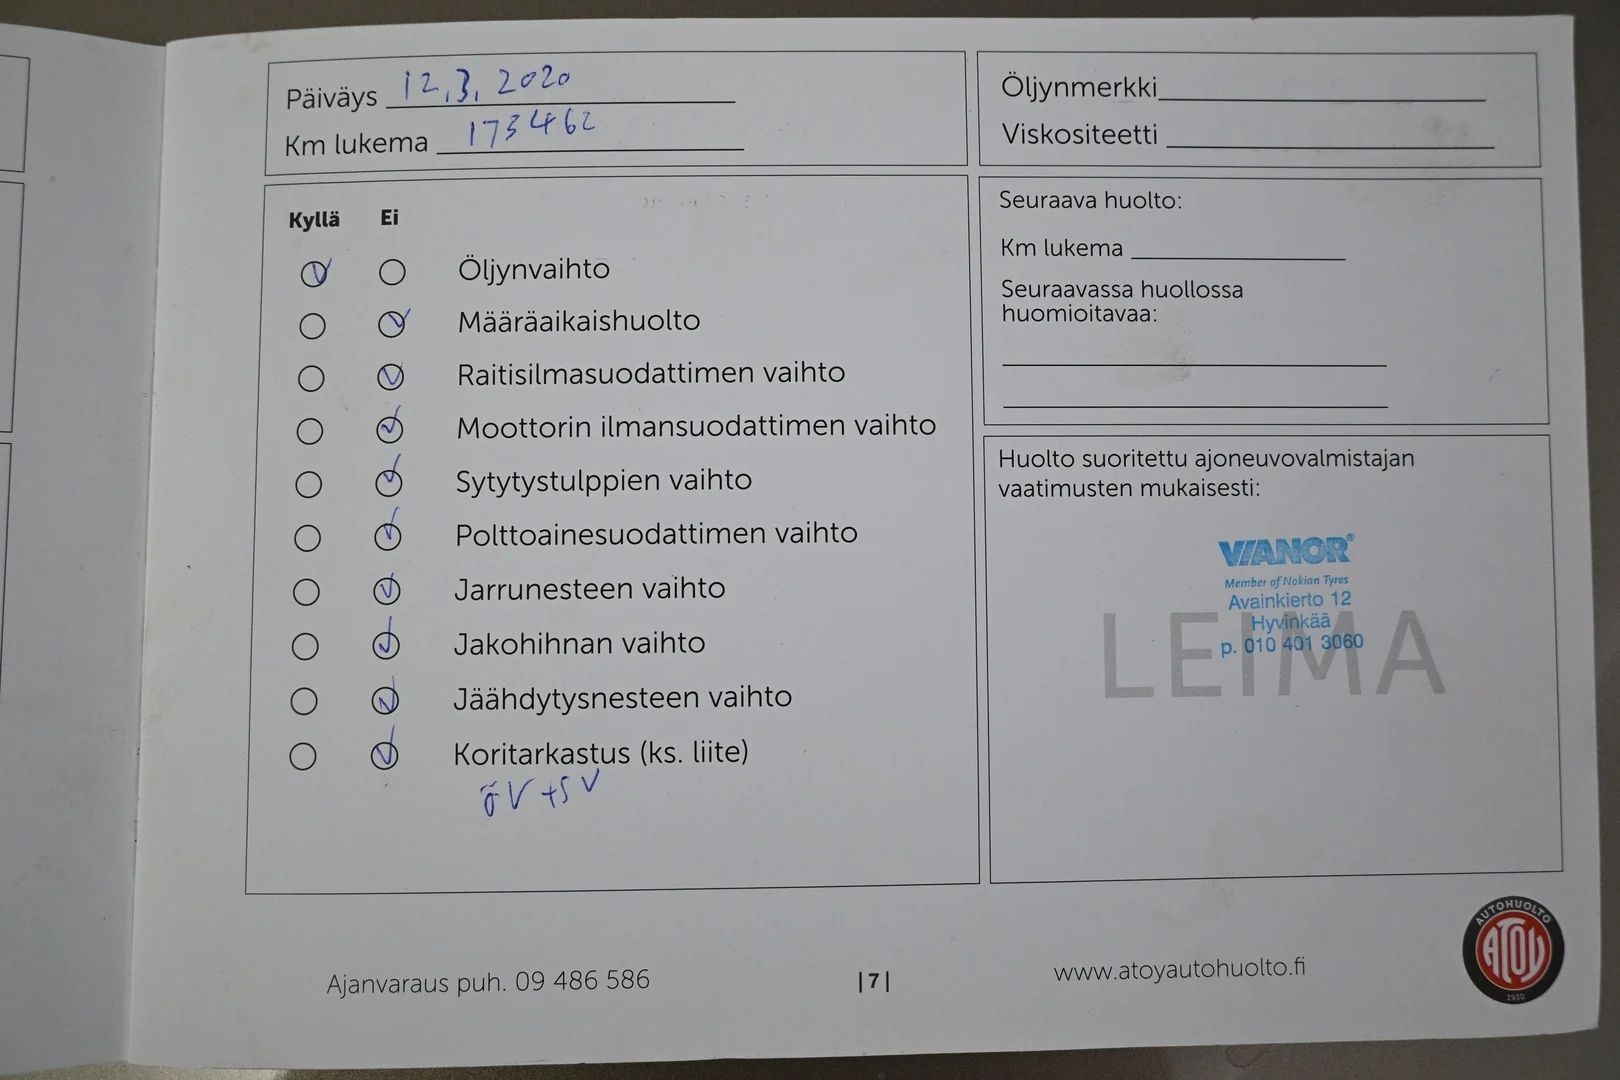 Päiväys 12.3.2020
Km lukema 173462
Öljynmerkki
Viskositeetti
Kyllä Ei
Öljynvaihto
Määräaikaishuolto
Raitisilmasuodattimen vaihto
Moottorin ilmansuodattimen vaihto
Sytytystulppien vaihto
Polttoainesuodattimen vaihto
Jarrunesteen vaihto
Jakohihnan vaihto
Jäähdytysnesteen vaihto
Koritarkastus (ks. liite)
öV +SV
Seuraava huolto:
Km lukema
Seuraavassa huollossa
huomioitavaa:
Huolto suoritettu ajoneuvovalmistajan
vaatimusten mukaisesti:
VIANOR®
Member of Nokian Tyres
Avainkierto 12
Hyvinkää
p. 010 401 3060
LEIMA
Ajanvaraus puh. 09 486 586
|7|
www.atoyautohuolto.fi
AUTOHUOLTO
ATOY
1930